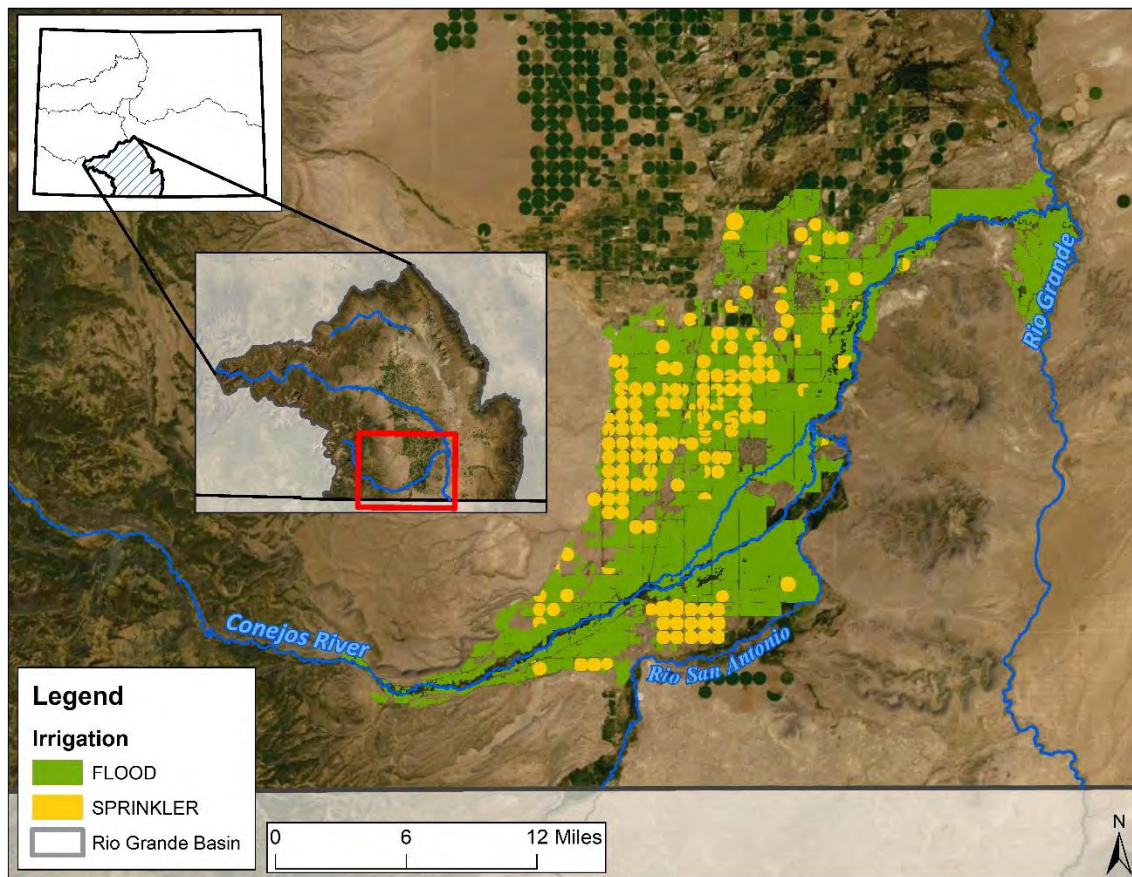 Rio Grande
Conejos River
Rio San Antonio
Legend
Irrigation
FLOOD
SPRINKLER
Rio Grande Basin
0 6 12 Miles
N